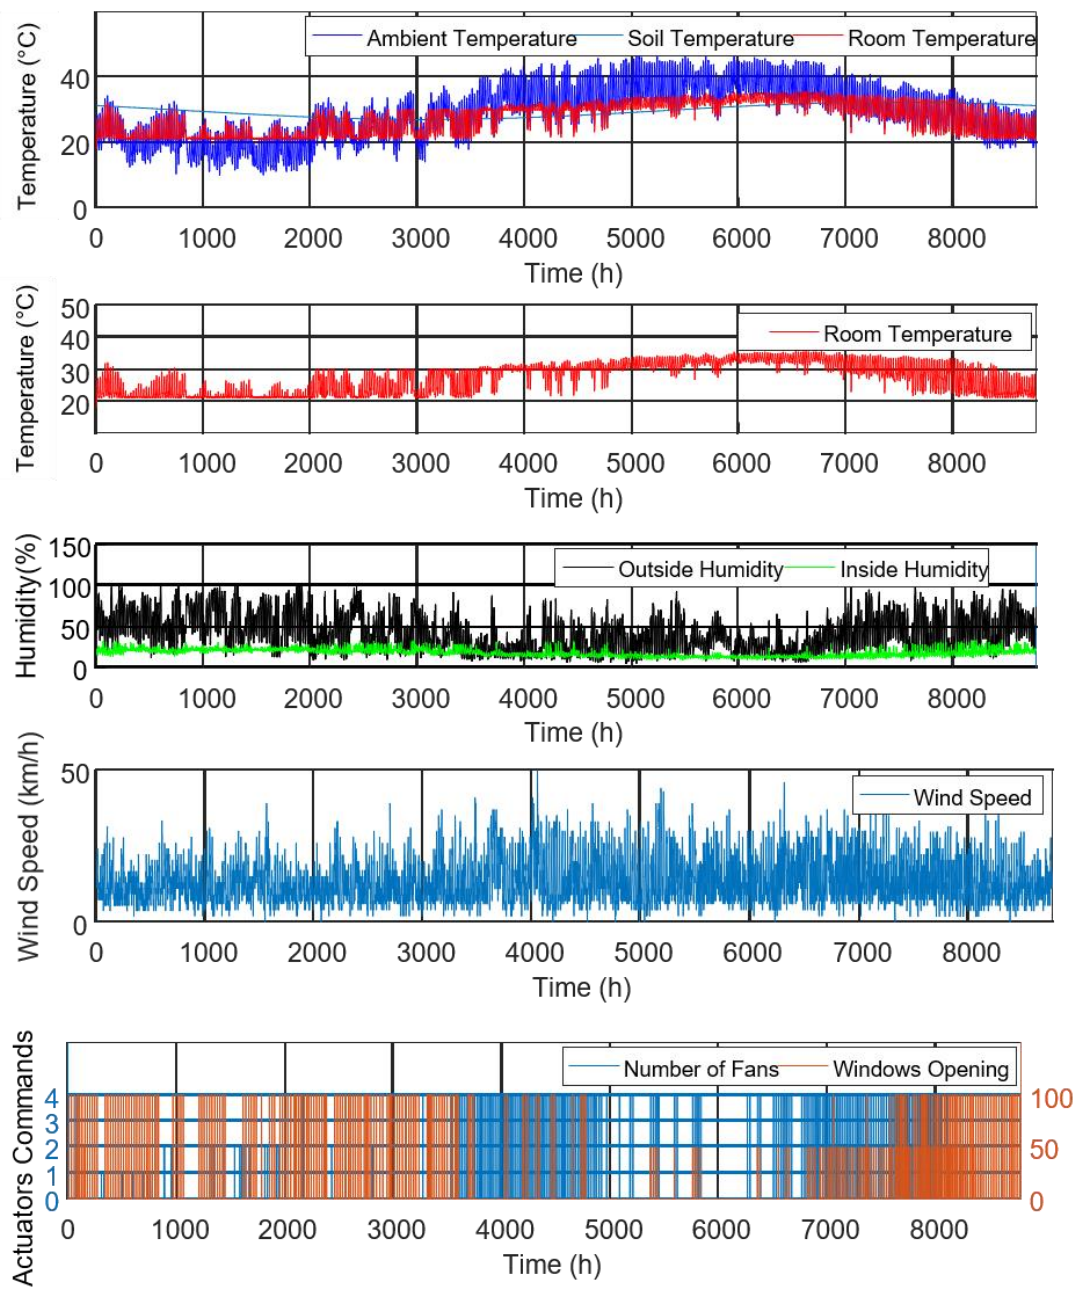 Temperature (°C)
Ambient Temperature Soil Temperature Room Temperature
40
20
0
0 1000 2000 3000 4000 5000 6000 7000 8000
Time (h)
Temperature (°C)
Room Temperature
50
40
30
20
0 1000 2000 3000 4000 5000 6000 7000 8000
Time (h)
Humidity(%)
Outside Humidity Inside Humidity
150
100
50
0
0 1000 2000 3000 4000 5000 6000 7000 8000
Time (h)
Wind Speed (km/h)
Wind Speed
50
0
0 1000 2000 3000 4000 5000 6000 7000 8000
Time (h)
Actuators Commands
Number of Fans Windows Opening
4 100
3
2 50
1
0 0
0 1000 2000 3000 4000 5000 6000 7000 8000
Time (h)